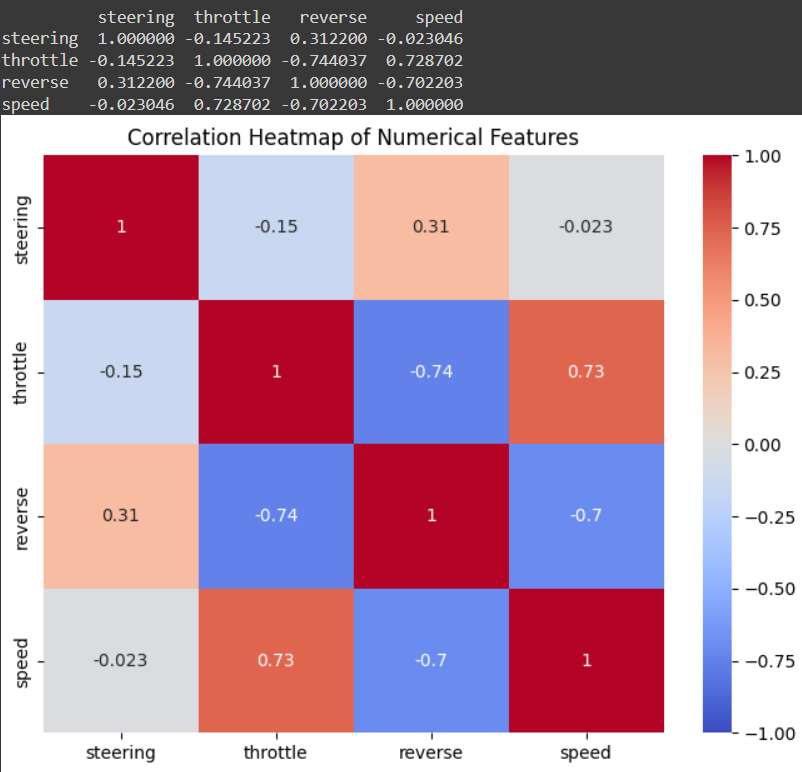 steering throttle reverse speed
steering 1.000000 -0.145223 0.312200 -0.023046
throttle -0.145223 1.000000 -0.744037 0.728702
reverse 0.312200 -0.744037 1.000000 -0.702203
speed -0.023046 0.728702 -0.702203 1.000000
Correlation Heatmap of Numerical Features
steering
1 -0.15 0.31 -0.023
throttle
-0.15 1 -0.74 0.73
reverse
0.31 -0.74 1 -0.7
speed
-0.023 0.73 -0.7 1
steering throttle reverse speed
1.00
0.75
0.50
0.25
0.00
−0.25
−0.50
−0.75
−1.00